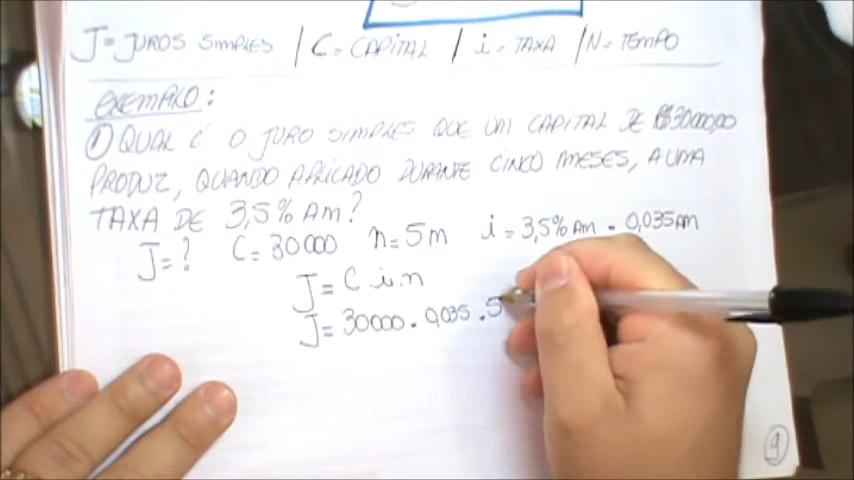 J = JUROS SIMPLES / C = CAPITAL / i = TAXA / N = TEMPO
EXEMPLO:
① QUAL É O JURO SIMPLES QUE UM CAPITAL DE R$30000,00
PRODUZ, QUANDO APLICADO DURANTE CINCO MESES, A UMA
TAXA DE 3,5% AM?
J = ? C = 30000 n = 5m i = 3,5% AM = 0,035 AM
J = C.i.n
J = 30000 . 0,035 . 5
9